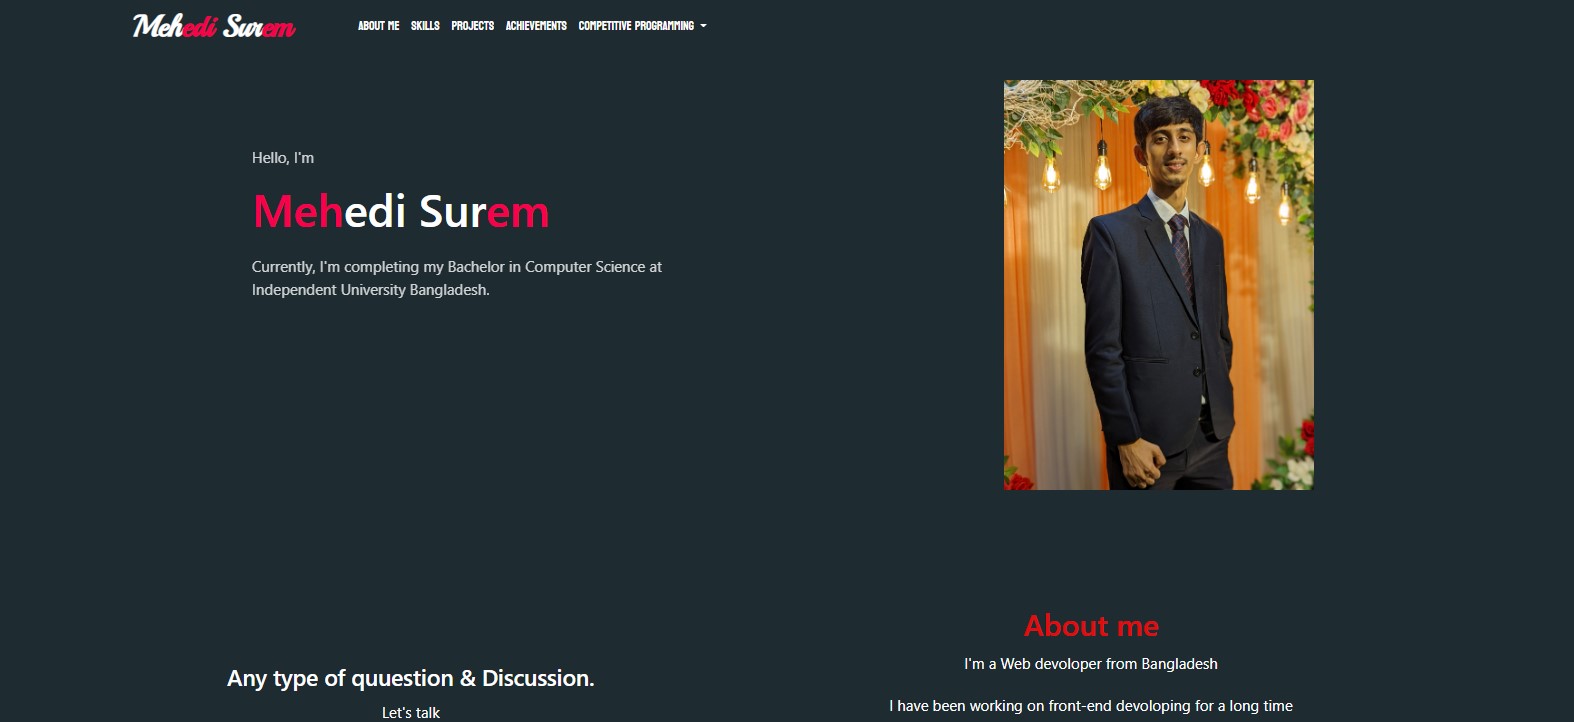 Mehedi Surem
ABOUT ME
SKILLS
PROJECTS
ACHIEVEMENTS
COMPETITIVE PROGRAMMING
Hello, I'm
Mehedi Surem
Currently, I'm completing my Bachelor in Computer Science at
Independent University Bangladesh.
Any type of quuestion & Discussion.
Let's talk
About me
I'm a Web devoloper from Bangladesh
I have been working on front-end devoloping for a long time